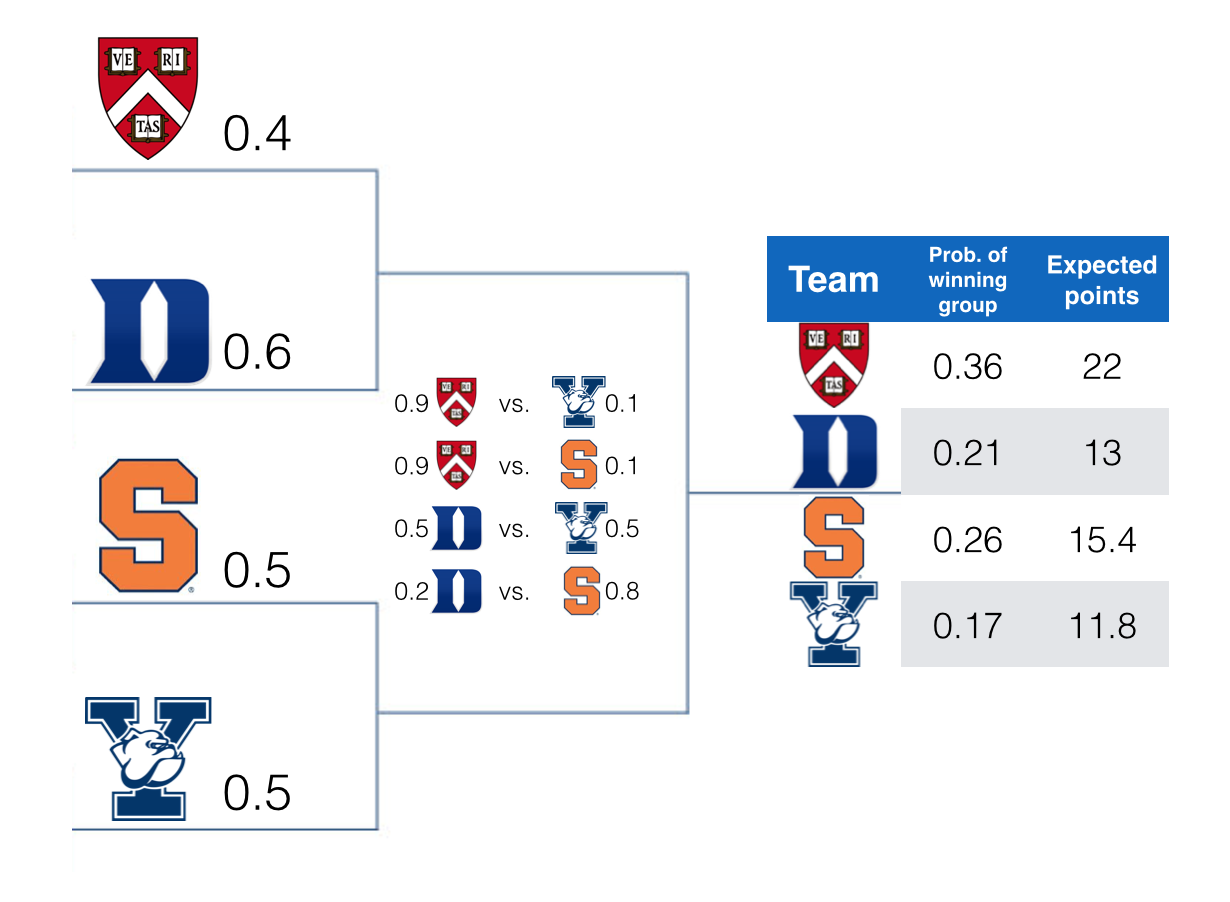 VE RI
TAS
0.4
D
0.6
S
0.5
Y
0.5
0.9 VE RI TAS vs. Y 0.1
0.9 VE RI TAS vs. S 0.1
0.5 D vs. Y 0.5
0.2 D vs. S 0.8
Team
Prob. of
winning
group
Expected
points
VE RI
TAS
0.36
22
D
0.21
13
S
0.26
15.4
Y
0.17
11.8